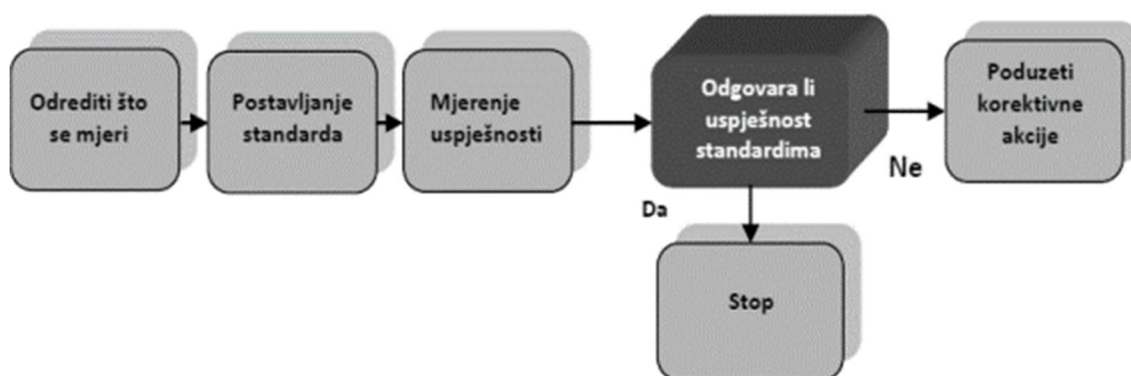 Odrediti što
se mjeri
Postavljanje
standarda
Mjerenje
uspješnosti
Odgovara li
uspješnost
standardima
Poduzeti
korektivne
akcije
Ne
Da
Stop